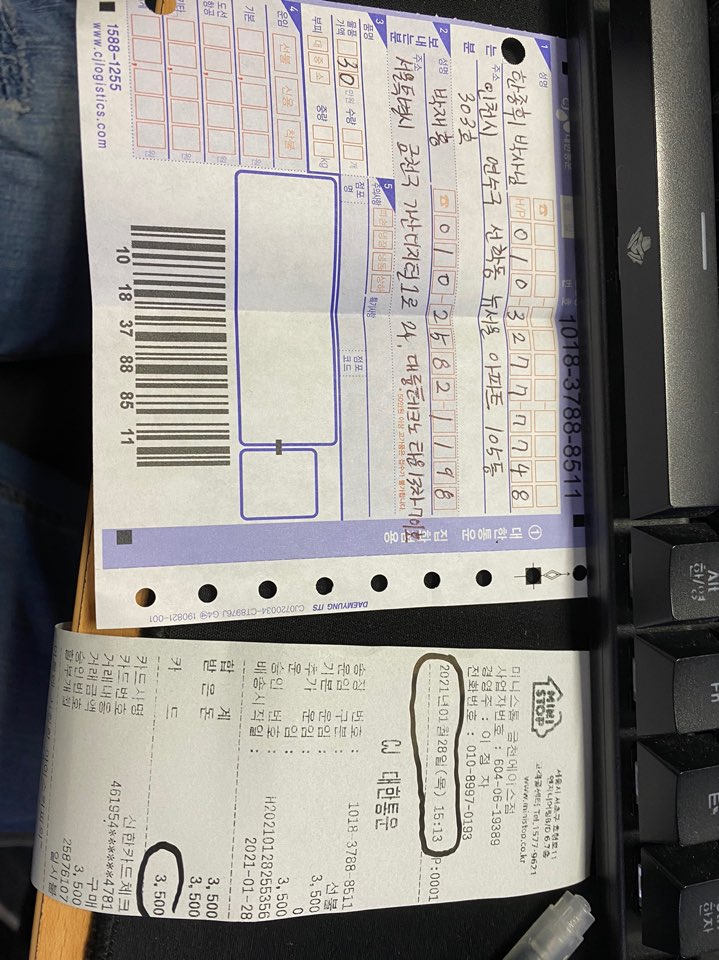 Alt
한/영
Fn
한자
CJ 대한통운
1018-3788-8511
1 성명
한종휘 박사님
H/P 010-32777748
받는분
주소
인천시 연수구 선학동 뉴서울 아파트 105동
303호
2 성명
박재홍
010-2582-1198
보내는분
주소
서울특별시 금천구 가산디지털1로 24, 대륭테크노타운13차
*50만원 이상 고가품은 접수가 불가합니다.
3 품명
물품가액 30 만원 수량 개
부피 대 중 소 중량 kg
4 운임 선불 신용 착불
기본 원
도선항공 원
기타 원
5 주의사항
특기사항
점포명
점포코드
① 대한통운 집화용
DAEMYUNG ITS
10 18 37 88 85 11
1588-1255
www.cjlogistics.com
MINI STOP
서울시 서초구 효령로11
엔지니어링B/D 6,7층
고객콜센터 Tel.1577-9621
www.ministop.co.kr
미니스톱 금천에이스점
사업자번호 : 604-06-19389
경영주 : 이점자
전화번호 : 010-8997-0193
2021년01월28일(목) 15:13 P:0001
CJ 대한통운
송장 번호 : 1018-3788-8511
운임 구분 : 선불
기본 운임 : 3,500
추가 운임 : 0
운 임 : 3,500
승인 번호 : H20210128255356
배송시작일 : 2021-01-28
합 계 3,500
받은돈 3,500
카 드 3,500
카드사명 신한카드체크
카드번호 461954******4781
거래내용 구매
거래금액 3,500
승인번호 25876107
할부개월 일시불